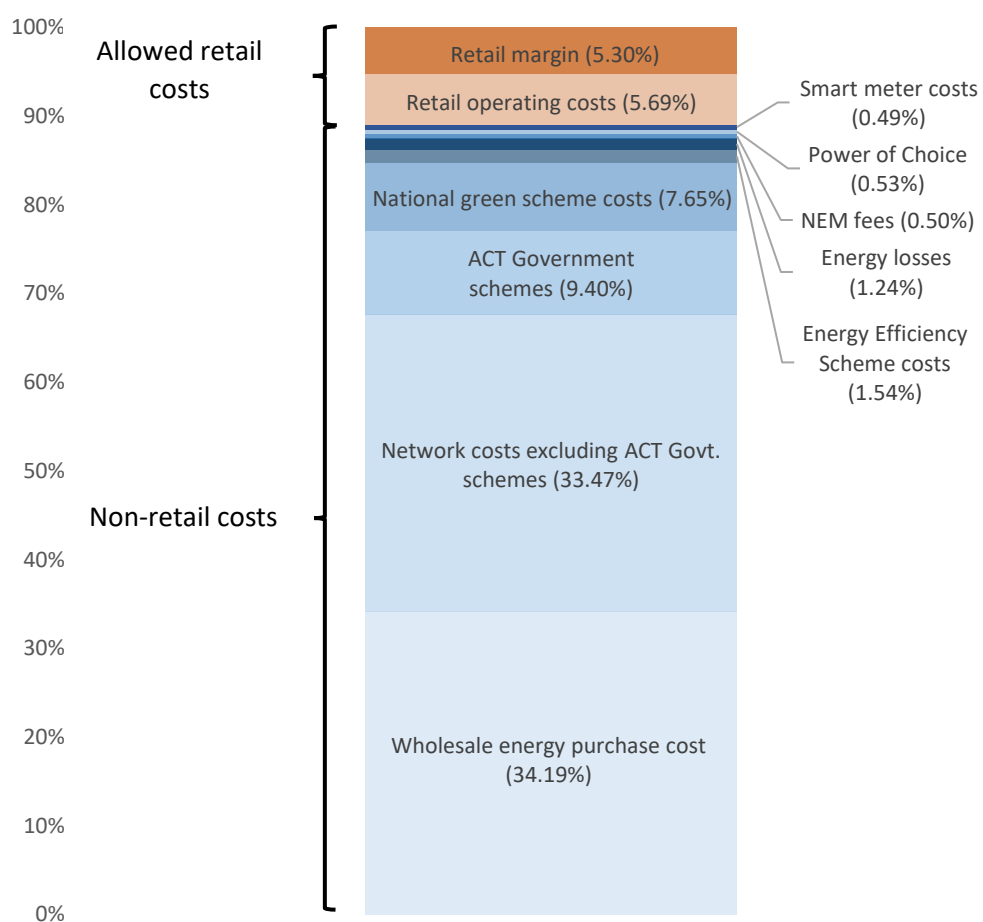 100%
90%
80%
70%
60%
50%
40%
30%
20%
10%
0%
Allowed retail
costs
Non-retail costs
Retail margin (5.30%)
Retail operating costs (5.69%)
National green scheme costs (7.65%)
ACT Government
schemes (9.40%)
Network costs excluding ACT Govt.
schemes (33.47%)
Wholesale energy purchase cost
(34.19%)
Smart meter costs
(0.49%)
Power of Choice
(0.53%)
NEM fees (0.50%)
Energy losses
(1.24%)
Energy Efficiency
Scheme costs
(1.54%)